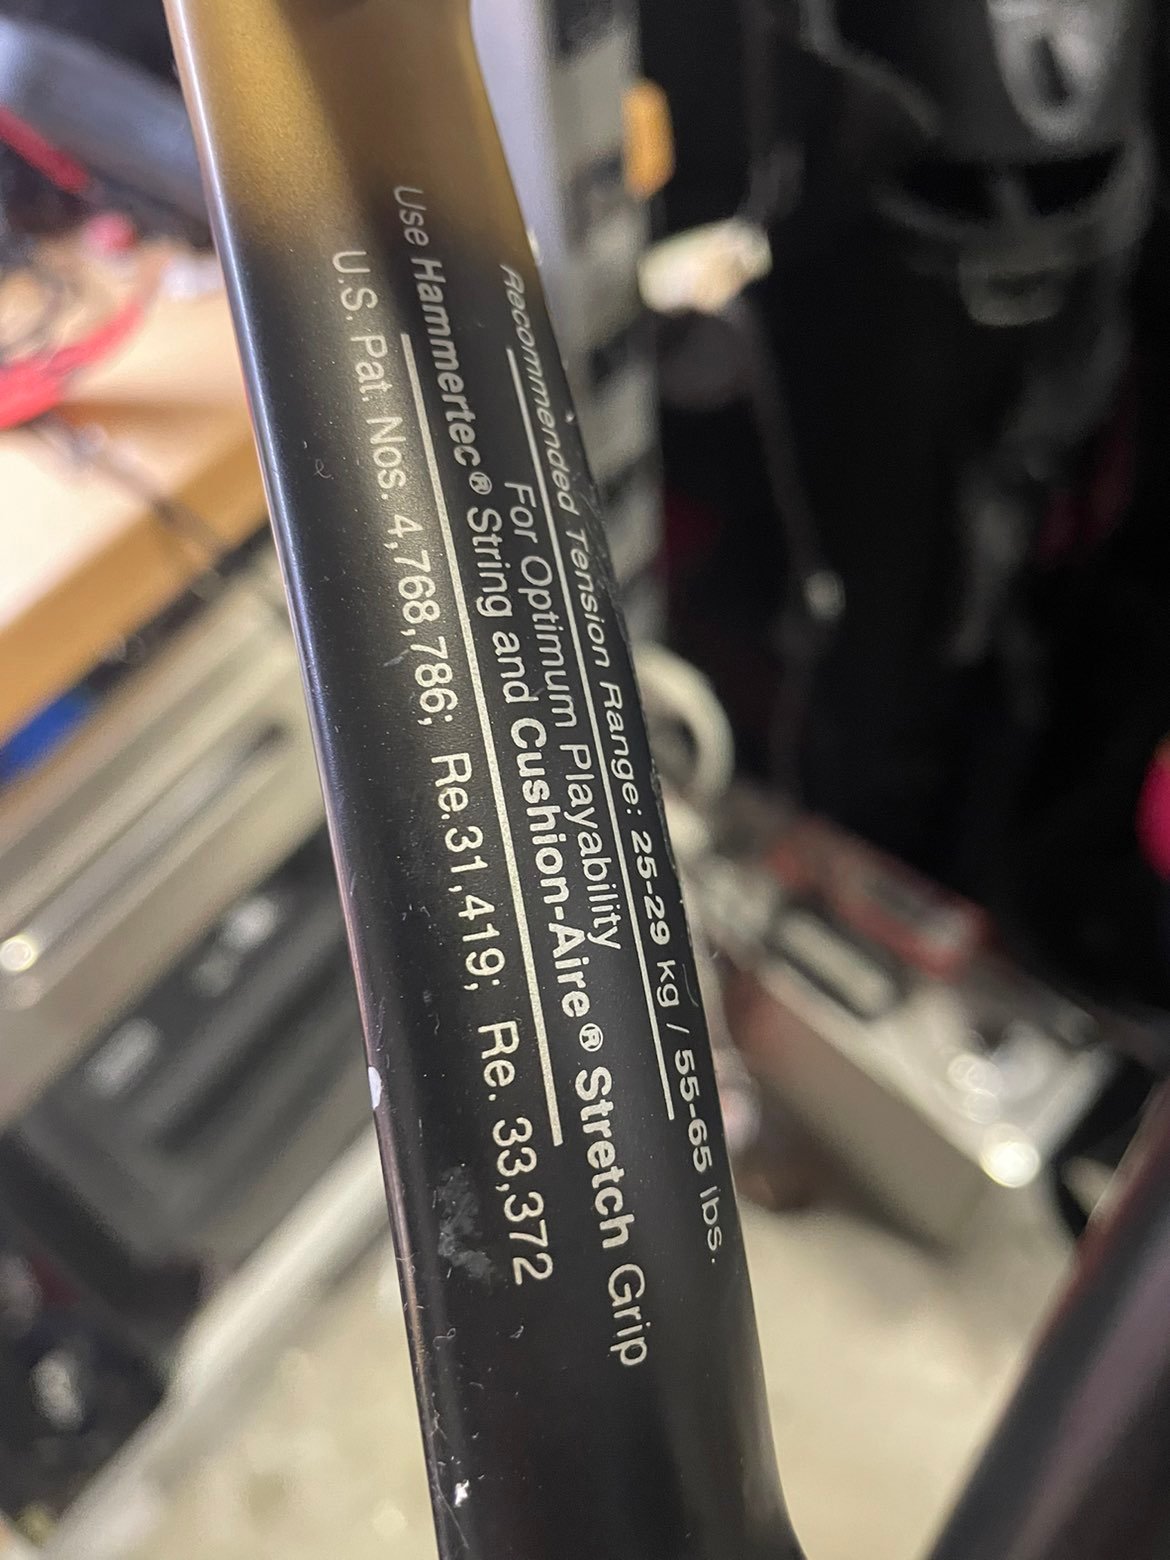 Recommended Tension Range: 25-29 kg / 55-65 lbs.
For Optimum Playability
Use Hammertec® String and Cushion-Aire® Stretch Grip
U.S. Pat. Nos. 4,768,786; Re.31,419; Re. 33,372